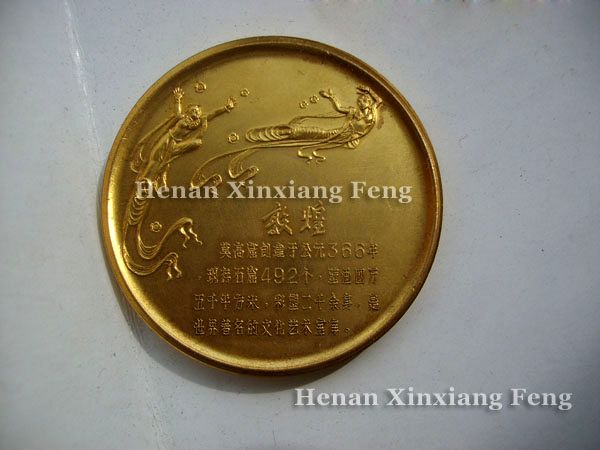 Henan Xinxiang Feng
敦煌
莫高窟创建于公元366年
,现存石窟492个,壁画四万
五千平方米,彩塑二千余身,是
世界著名的文化艺术宝库。
Henan Xinxiang Feng